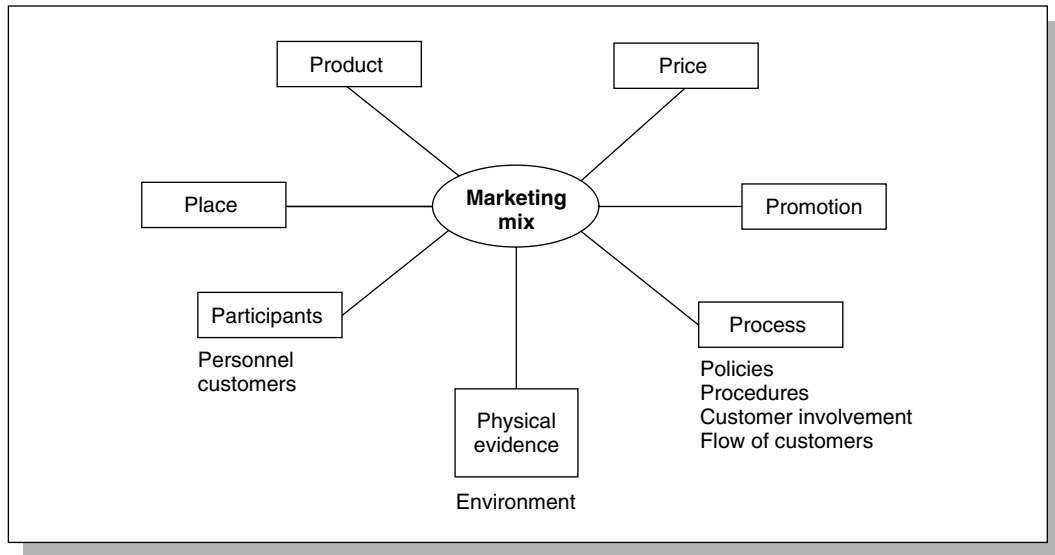 Product
Price
Marketing
mix
Place
Promotion
Participants
Personnel
customers
Process
Policies
Procedures
Customer involvement
Flow of customers
Physical
evidence
Environment